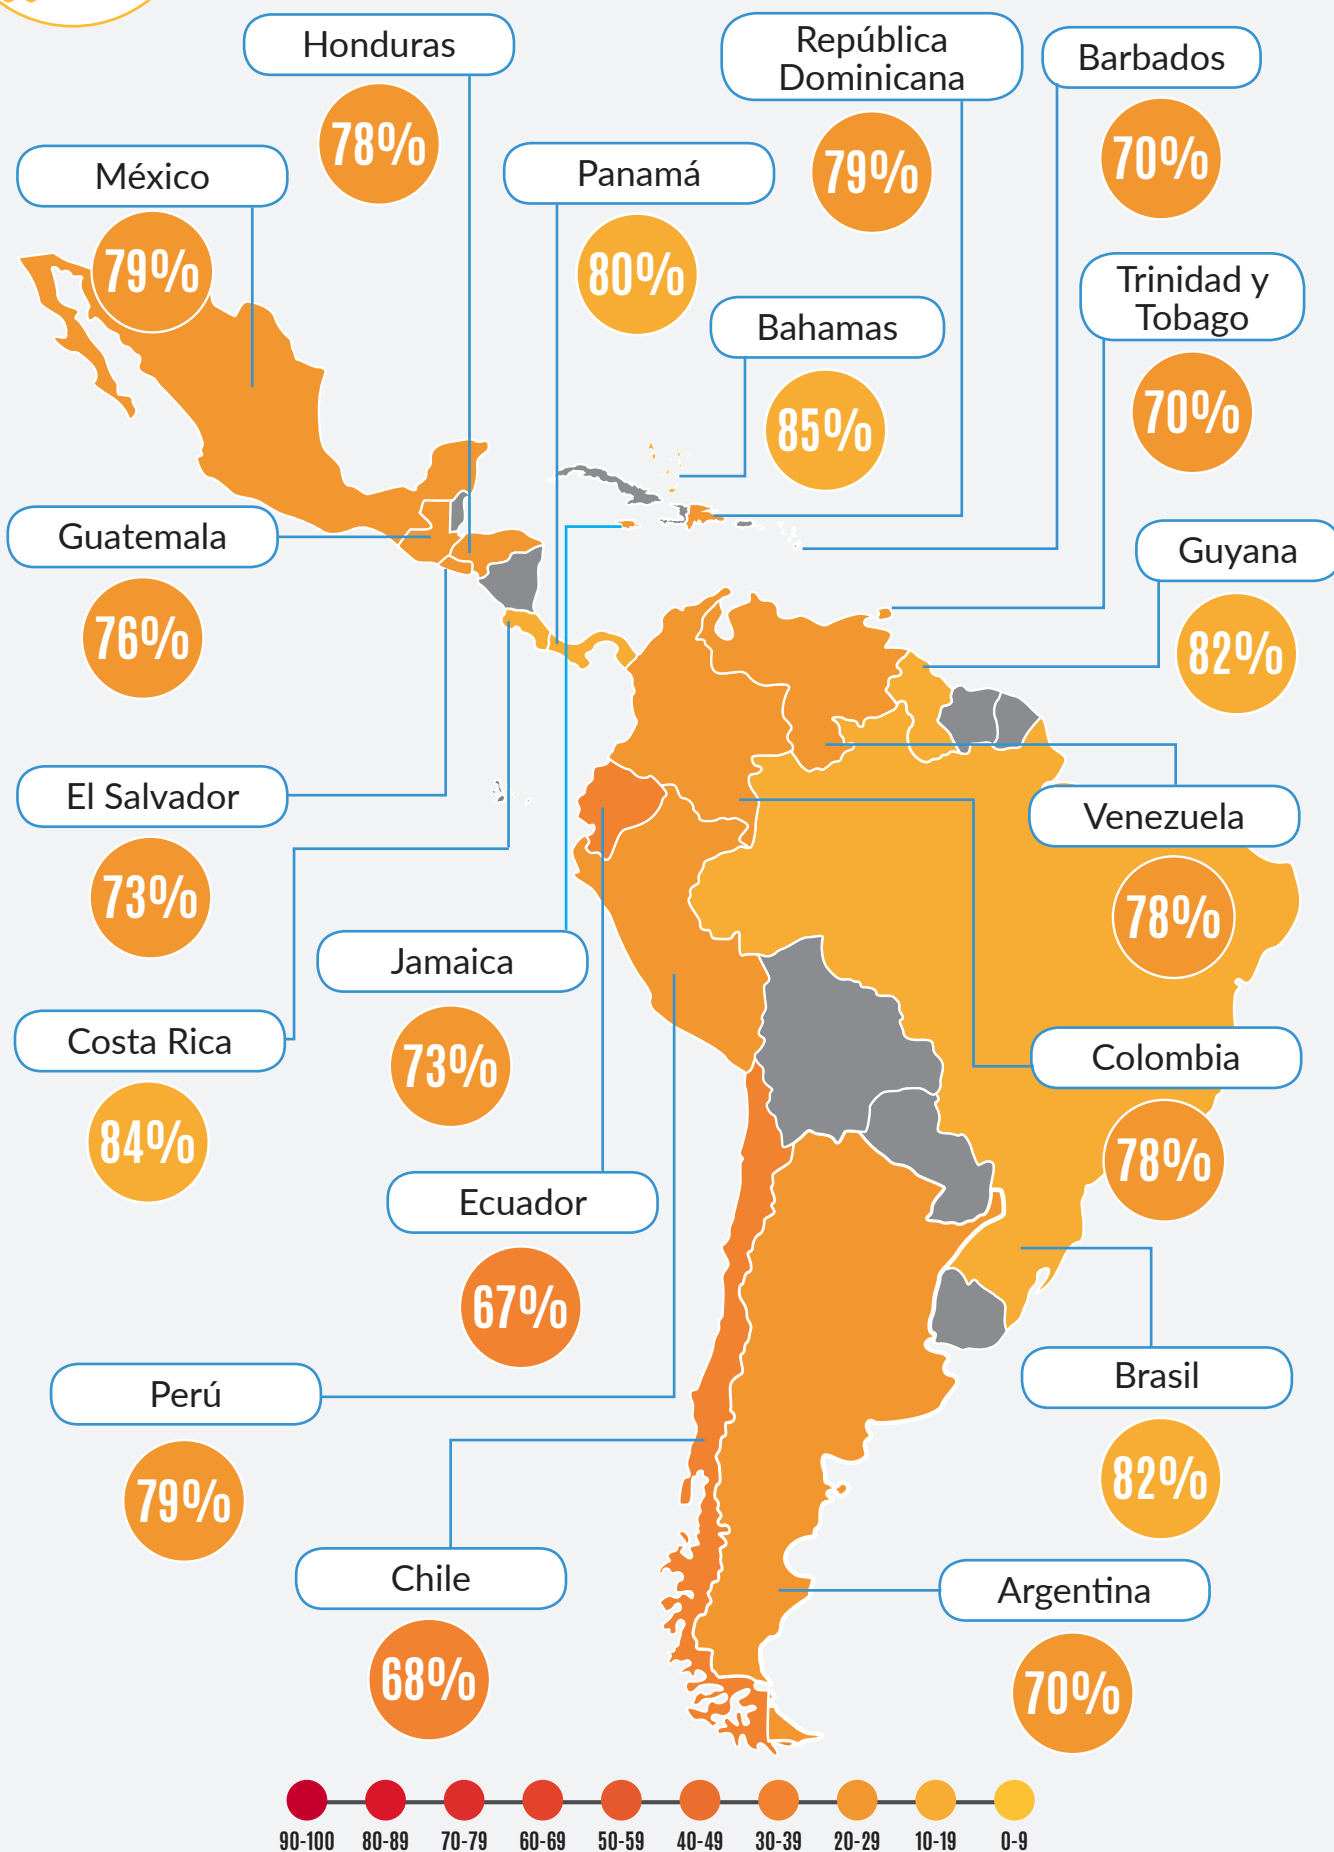 Honduras
78%
República
Dominicana
79%
Barbados
70%
México
79%
Panamá
80%
Bahamas
85%
Trinidad y
Tobago
70%
Guatemala
76%
Guyana
82%
El Salvador
73%
Venezuela
78%
Jamaica
73%
Costa Rica
84%
Colombia
78%
Ecuador
67%
Perú
79%
Brasil
82%
Chile
68%
Argentina
70%
90-100 80-89 70-79 60-69 50-59 40-49 30-39 20-29 10-19 0-9